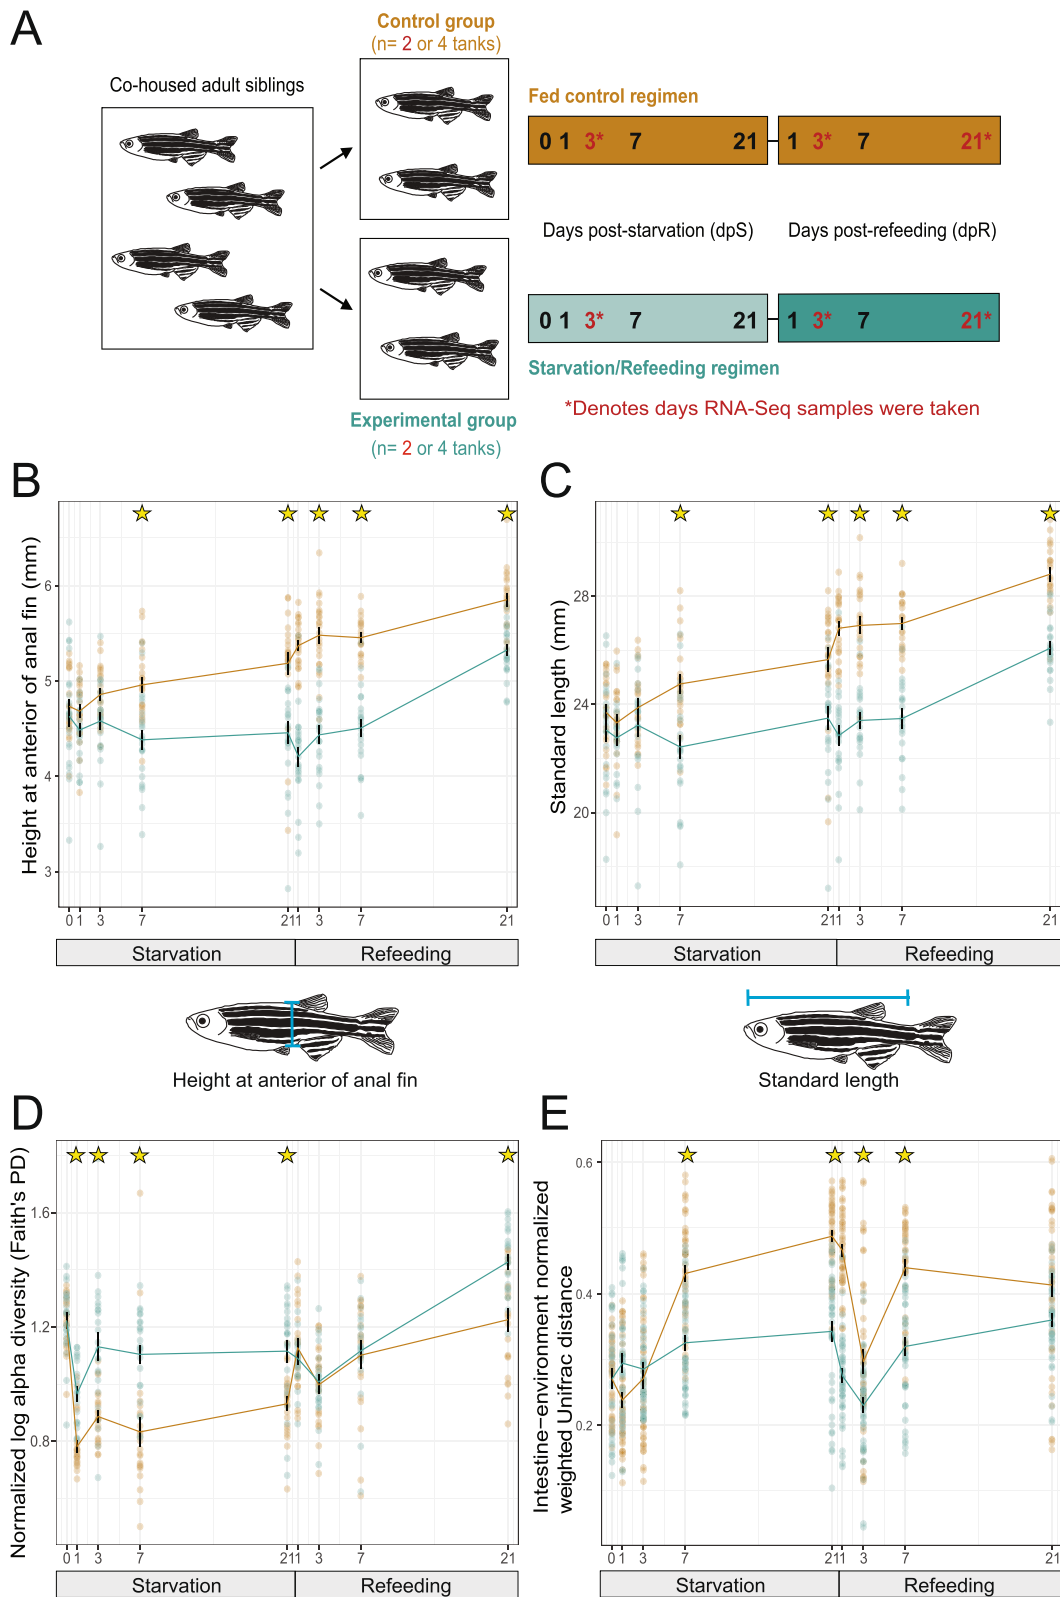 A
Control group
(n= 2 or 4 tanks)
Co-housed adult siblings
Fed control regimen
0 1 3* 7 21 1 3* 7 21*
Days post-starvation (dpS) Days post-refeeding (dpR)
0 1 3* 7 21 1 3* 7 21*
Starvation/Refeeding regimen
*Denotes days RNA-Seq samples were taken
Experimental group
(n= 2 or 4 tanks)
B
Height at anterior of anal fin (mm)
6
5
4
3
0 1 3 7 21 1 3 7 21
Starvation Refeeding
Height at anterior of anal fin
C
Standard length (mm)
28
24
20
0 1 3 7 21 1 3 7 21
Starvation Refeeding
Standard length
D
Normalized log alpha diversity (Faith's PD)
1.6
1.2
0.8
0 1 3 7 21 1 3 7 21
Starvation Refeeding
E
Intestine−environment normalized
weighted Unifrac distance
0.6
0.4
0.2
0 1 3 7 21 1 3 7 21
Starvation Refeeding